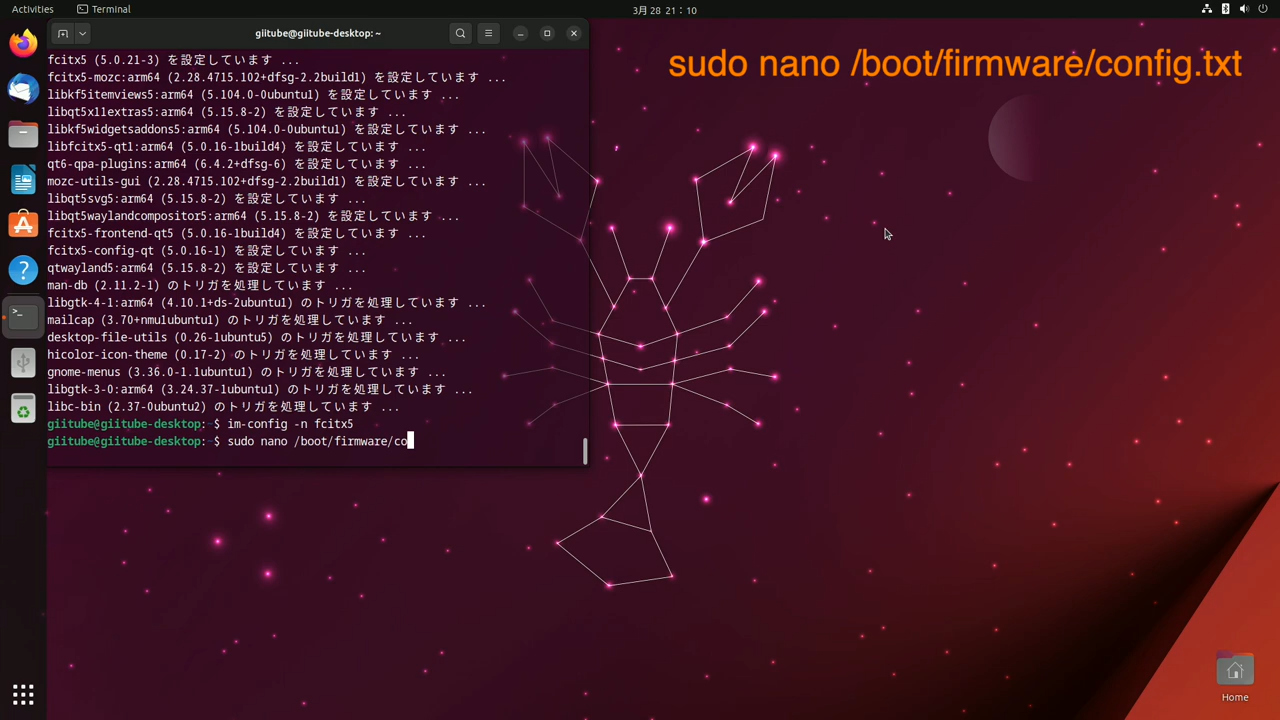 Activities
Terminal
3月 28 21：10
giitube@giitube-desktop: ~
sudo nano /boot/firmware/config.txt
fcitx5 (5.0.21-3) を設定しています ...
fcitx5-mozc:arm64 (2.28.4715.102+dfsg-2.2build1) を設定しています ...
libkf5itemviews5:arm64 (5.104.0-0ubuntu1) を設定しています ...
libqt5x11extras5:arm64 (5.15.8-2) を設定しています ...
libkf5widgetsaddons5:arm64 (5.104.0-0ubuntu1) を設定しています ...
libfcitx5-qt1:arm64 (5.0.16-1build4) を設定しています ...
qt6-qpa-plugins:arm64 (6.4.2+dfsg-6) を設定しています ...
mozc-utils-gui (2.28.4715.102+dfsg-2.2build1) を設定しています ...
libqt5svg5:arm64 (5.15.8-2) を設定しています ...
libqt5waylandcompositor5:arm64 (5.15.8-2) を設定しています ...
fcitx5-frontend-qt5 (5.0.16-1build4) を設定しています ...
fcitx5-config-qt (5.0.16-1) を設定しています ...
qtwayland5:arm64 (5.15.8-2) を設定しています ...
man-db (2.11.2-1) のトリガを処理しています ...
libgtk-4-1:arm64 (4.10.1+ds-2ubuntu1) のトリガを処理しています ...
mailcap (3.70+nmu1ubuntu1) のトリガを処理しています ...
desktop-file-utils (0.26-1ubuntu5) のトリガを処理しています ...
hicolor-icon-theme (0.17-2) のトリガを処理しています ...
gnome-menus (3.36.0-1.1ubuntu1) のトリガを処理しています ...
libgtk-3-0:arm64 (3.24.37-1ubuntu1) のトリガを処理しています ...
libc-bin (2.37-0ubuntu2) のトリガを処理しています ...
giitube@giitube-desktop:~$ im-config -n fcitx5
giitube@giitube-desktop:~$ sudo nano /boot/firmware/co
Home